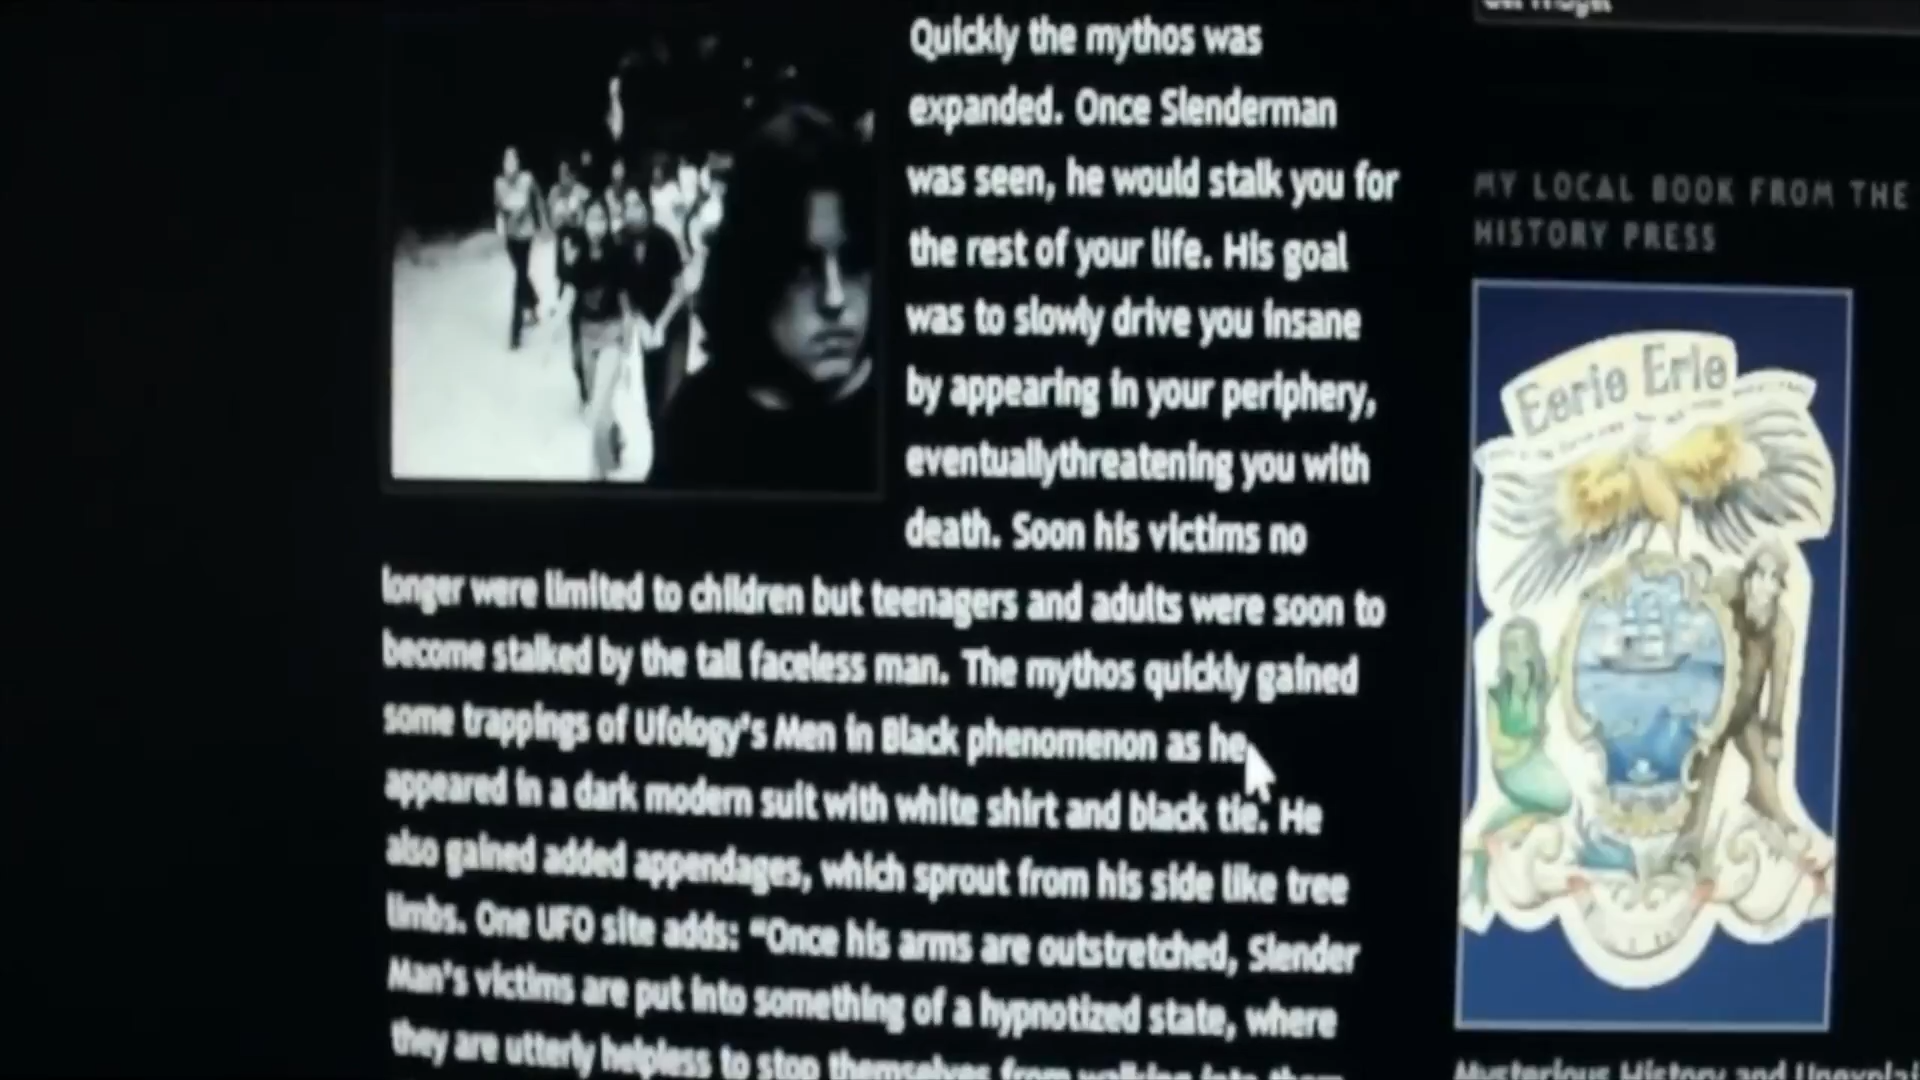 Quickly the mythos was
expanded. Once Slenderman
was seen, he would stalk you for
the rest of your life. His goal
was to slowly drive you insane
by appearing in your periphery,
eventuallythreatening you with
death. Soon his victims no
longer were limited to children but teenagers and adults were soon to
become stalked by the tall faceless man. The mythos quickly gained
some trappings of Ufology's Men in Black phenomenon as he
appeared in a dark modern suit with white shirt and black tie. He
also gained added appendages, which sprout from his side like tree
limbs. One UFO site adds: "Once his arms are outstretched, Slender
Man's victims are put into something of a hypnotized state, where
they are utterly helpless to stop themselves from walking into them
MY LOCAL BOOK FROM THE
HISTORY PRESS
Eerie Erie
Mysterious History and